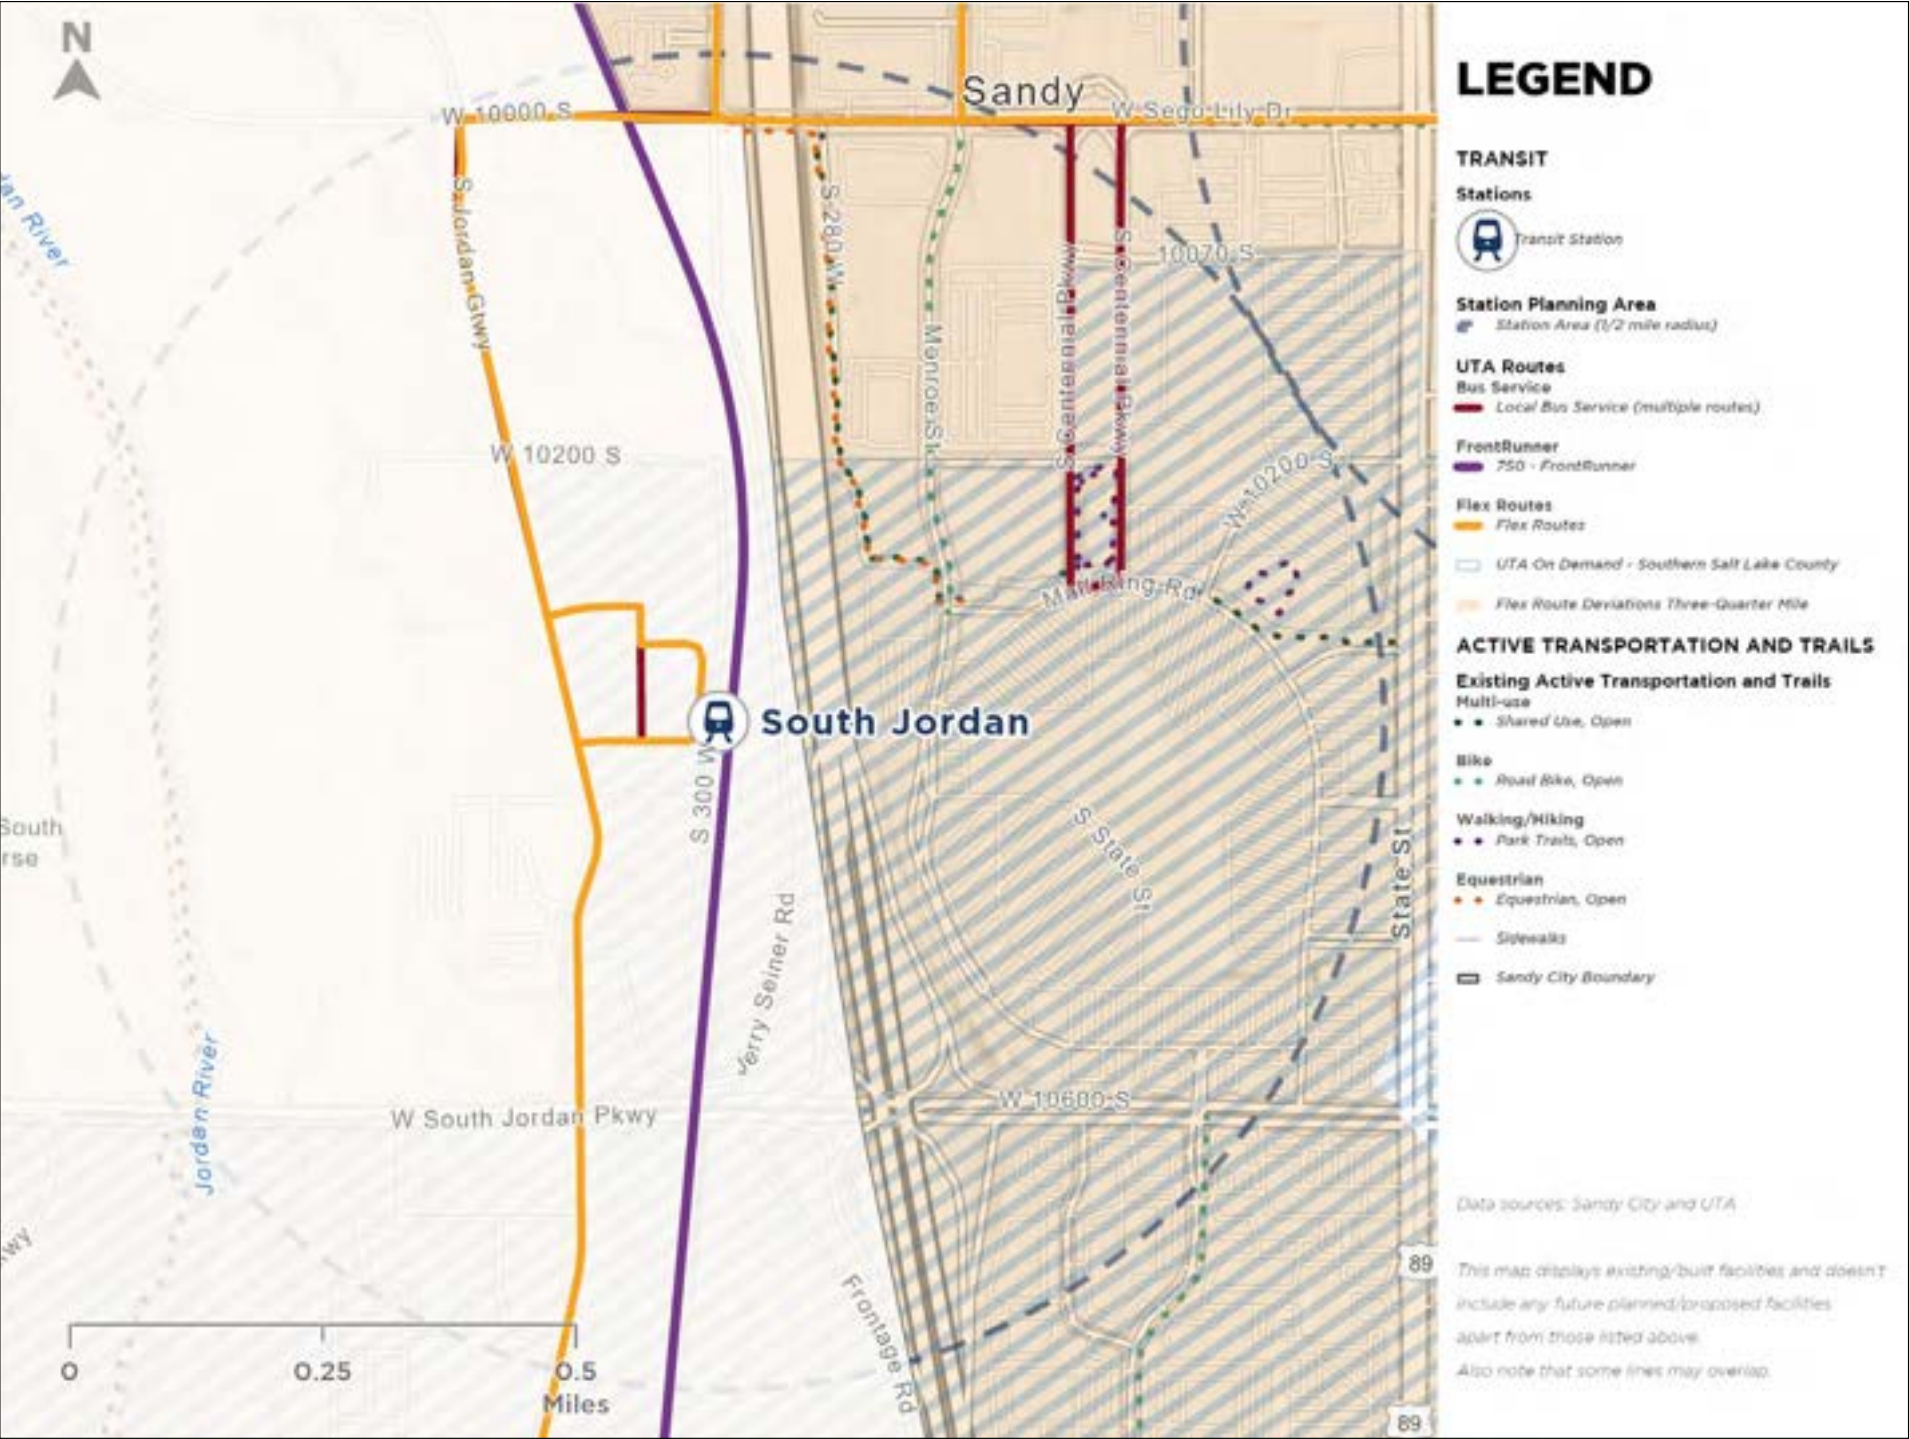 N
Sandy
W 10000 S
W Sego Lily Dr
S Jordan Gtwy
S 280 W
Monroe St
S Centennial Pkwy
S Centennial Pkwy
10070 S
an River
W 10200 S
W 10200 S
Mall Ring Rd
South Jordan
S 300 W
South
rse
S State St
State St
Jerry Seiner Rd
Jordan River
W South Jordan Pkwy
W 10600 S
wy
Frontage Rd
89
89
0
0.25
0.5
Miles
LEGEND
TRANSIT
Stations
Transit Station
Station Planning Area
Station Area (1/2 mile radius)
UTA Routes
Bus Service
Local Bus Service (multiple routes)
FrontRunner
750 - FrontRunner
Flex Routes
Flex Routes
UTA On Demand - Southern Salt Lake County
Flex Route Deviations Three-Quarter Mile
ACTIVE TRANSPORTATION AND TRAILS
Existing Active Transportation and Trails
Multi-use
Shared Use, Open
Bike
Road Bike, Open
Walking/Hiking
Park Trails, Open
Equestrian
Equestrian, Open
Sidewalks
Sandy City Boundary
Data sources: Sandy City and UTA
This map displays existing/built facilities and doesn't
include any future planned/proposed facilities
apart from those listed above.
Also note that some lines may overlap.